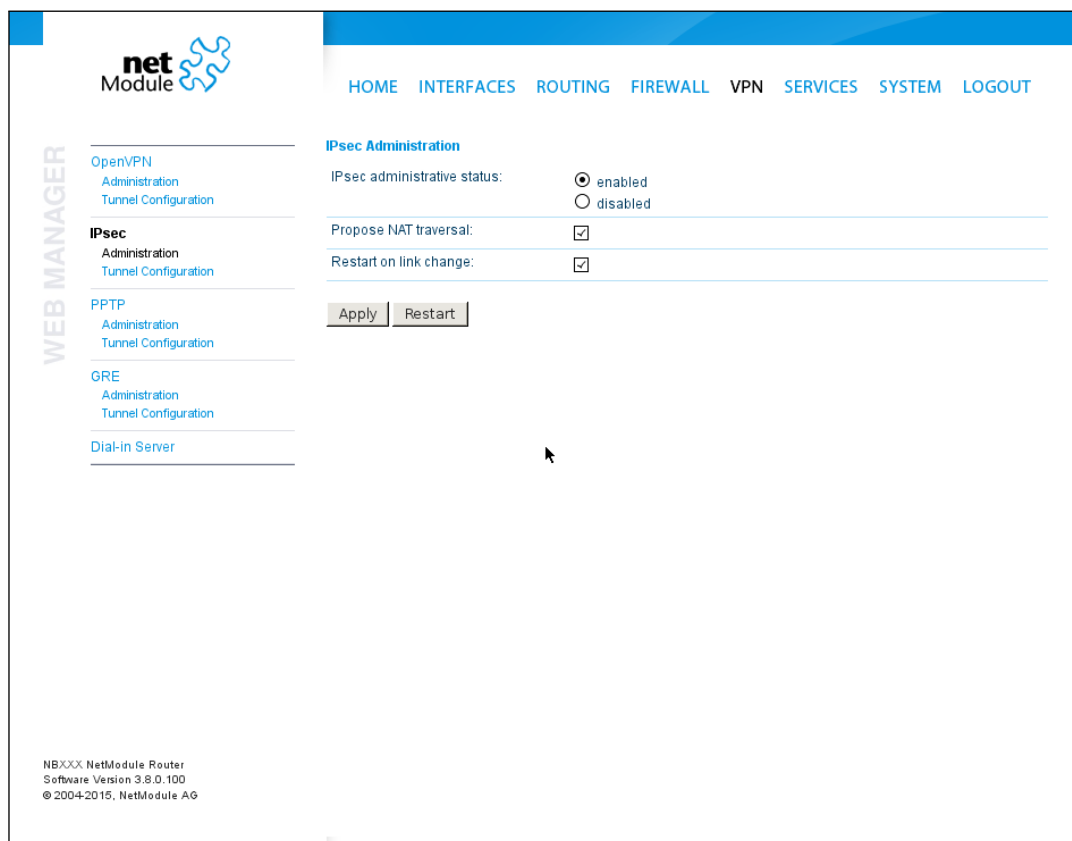 net
Module
HOME INTERFACES ROUTING FIREWALL VPN SERVICES SYSTEM LOGOUT
WEB MANAGER
OpenVPN
Administration
Tunnel Configuration
IPsec
Administration
Tunnel Configuration
PPTP
Administration
Tunnel Configuration
GRE
Administration
Tunnel Configuration
Dial-in Server
IPsec Administration
IPsec administrative status:
enabled
disabled
Propose NAT traversal:
Restart on link change:
Apply Restart
NBXXX NetModule Router
Software Version 3.8.0.100
© 2004-2015, NetModule AG